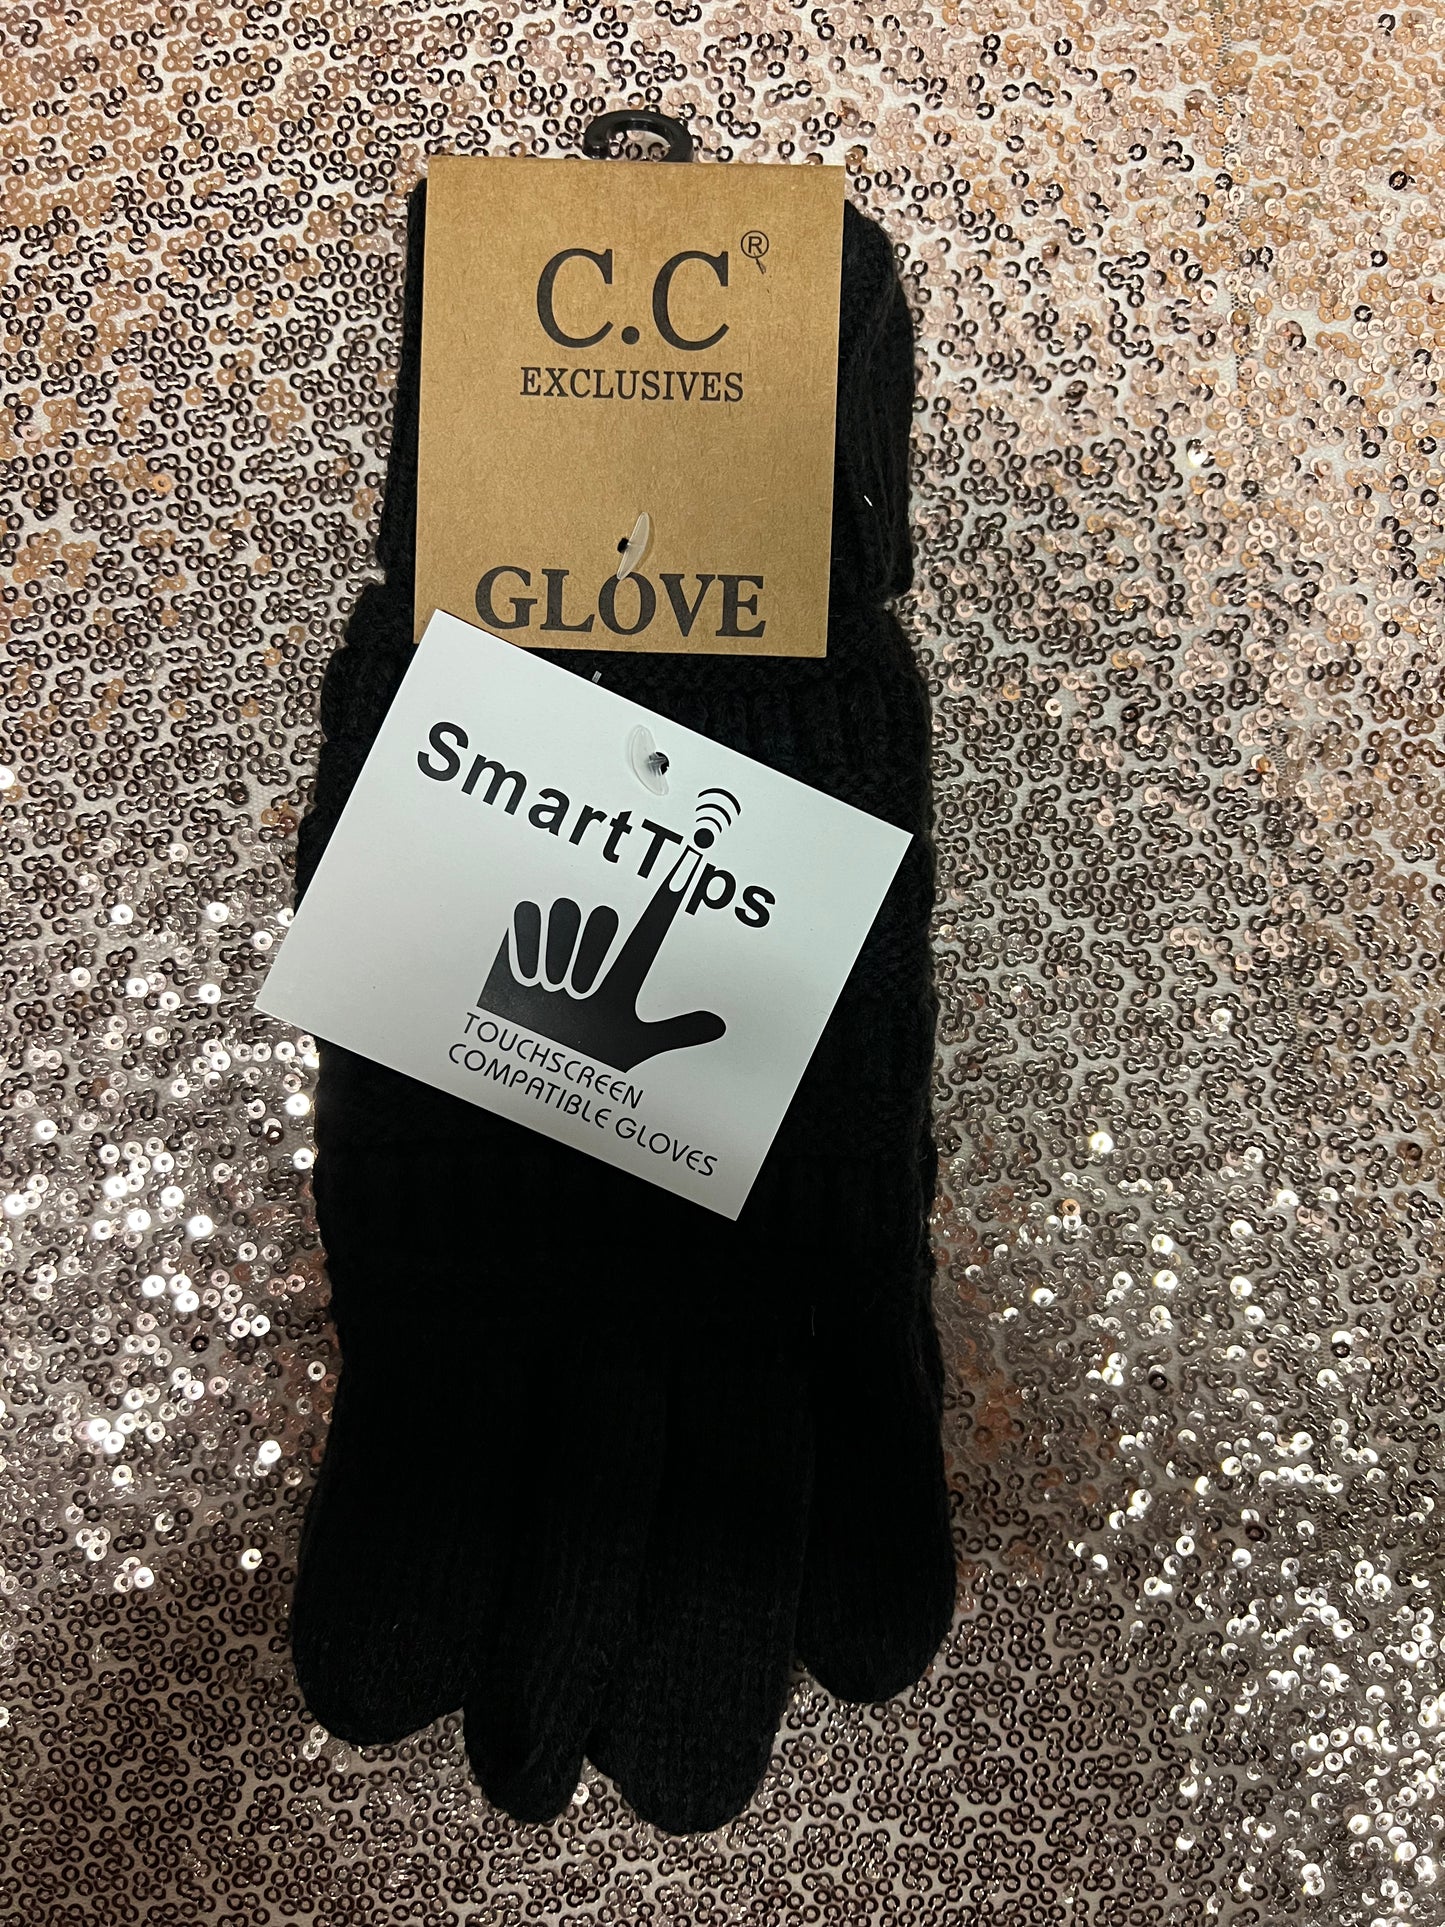 C.C®
EXCLUSIVES
GLOVE
SmartTips
TOUCHSCREEN
COMPATIBLE GLOVES